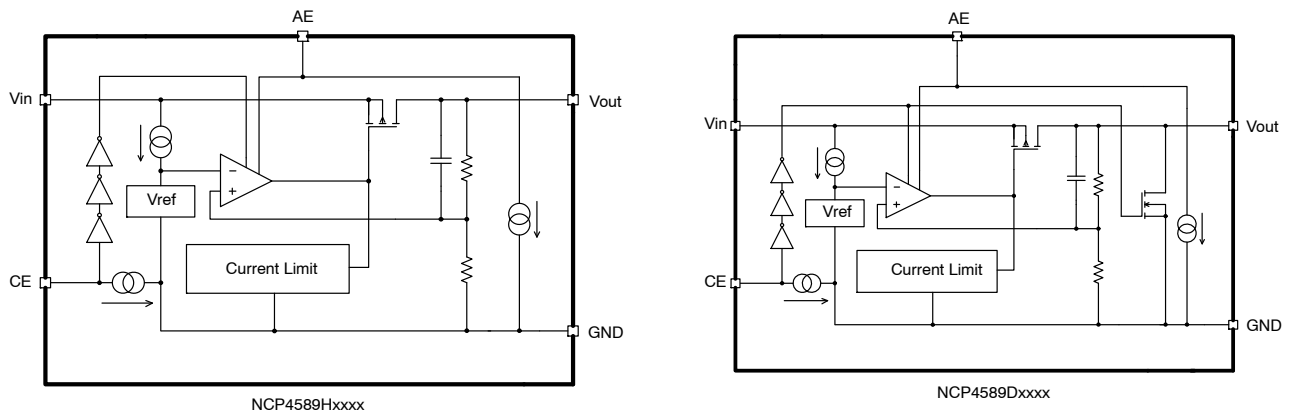 AE
Vin
Vout
−
+
Vref
Current Limit
CE
GND
NCP4589Hxxxx
AE
Vin
Vout
−
+
Vref
Current Limit
CE
GND
NCP4589Dxxxx